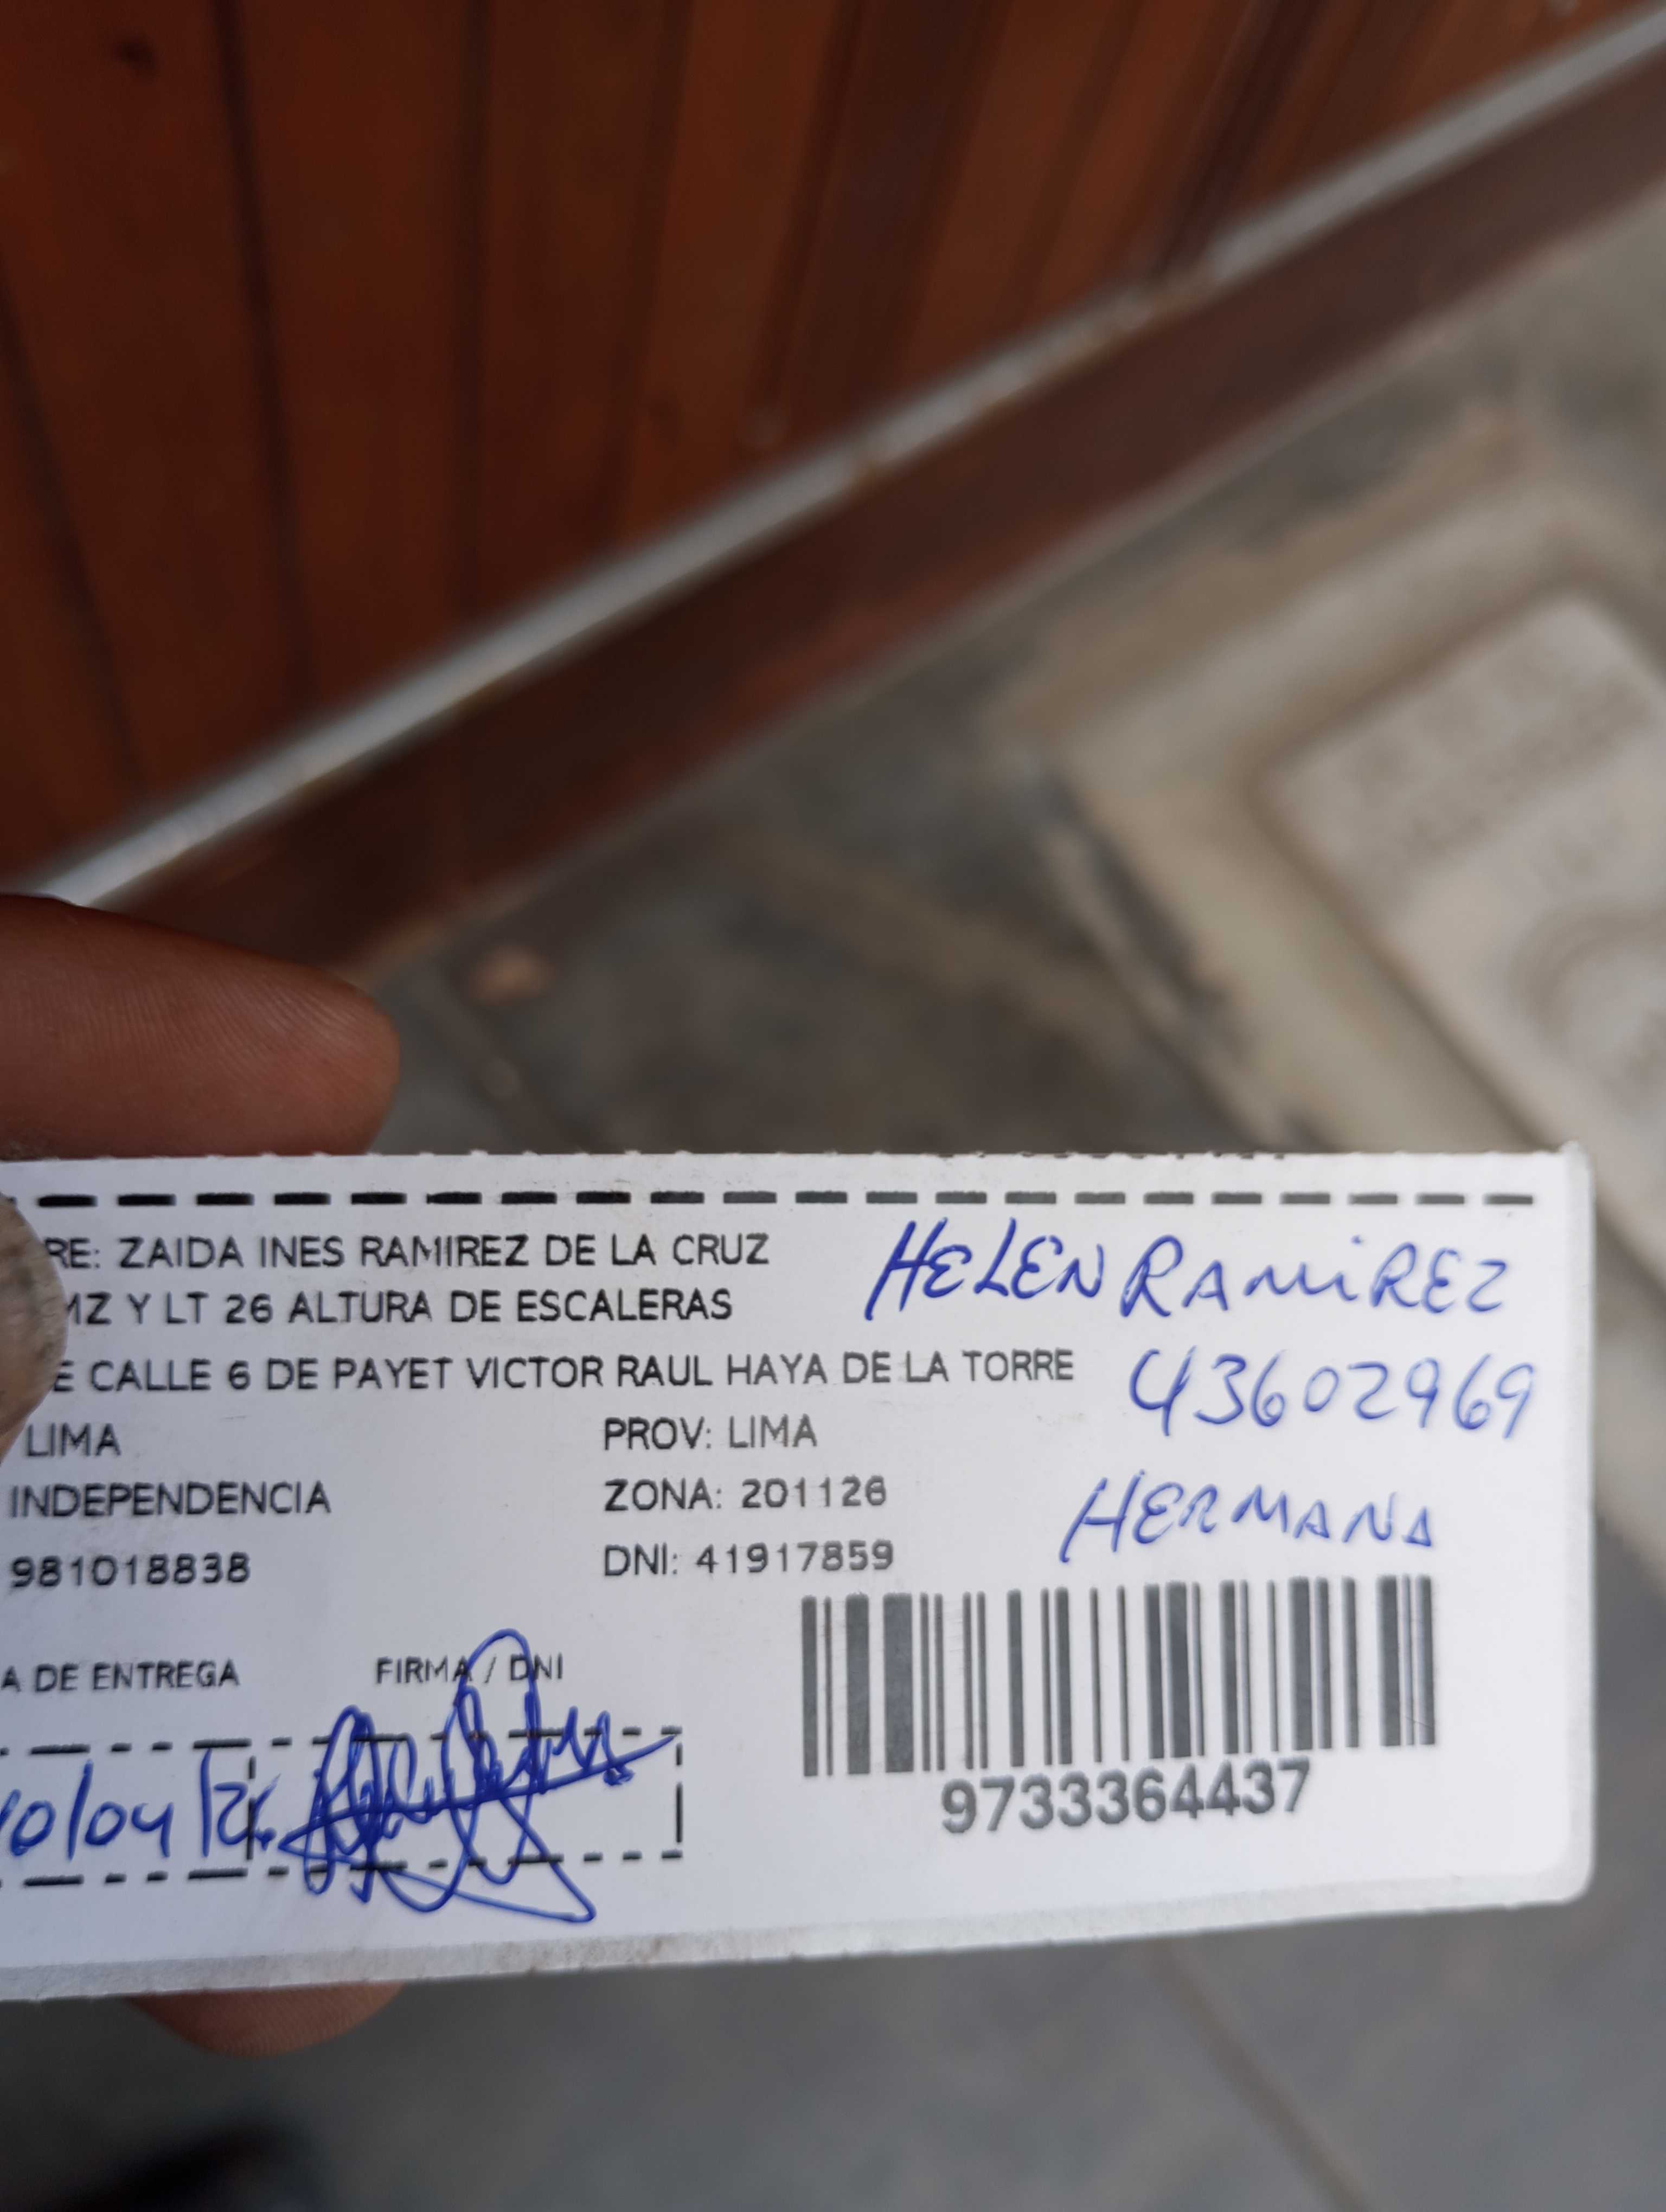 RE: ZAIDA INES RAMIREZ DE LA CRUZ
HELEN RAMIREZ
MZ Y LT 26 ALTURA DE ESCALERAS
E CALLE 6 DE PAYET VICTOR RAUL HAYA DE LA TORRE
43602969
LIMA
PROV: LIMA
INDEPENDENCIA
ZONA: 201126
HERMANA
981018838
DNI: 41917859
A DE ENTREGA
FIRMA / DNI
10/04
9733364437